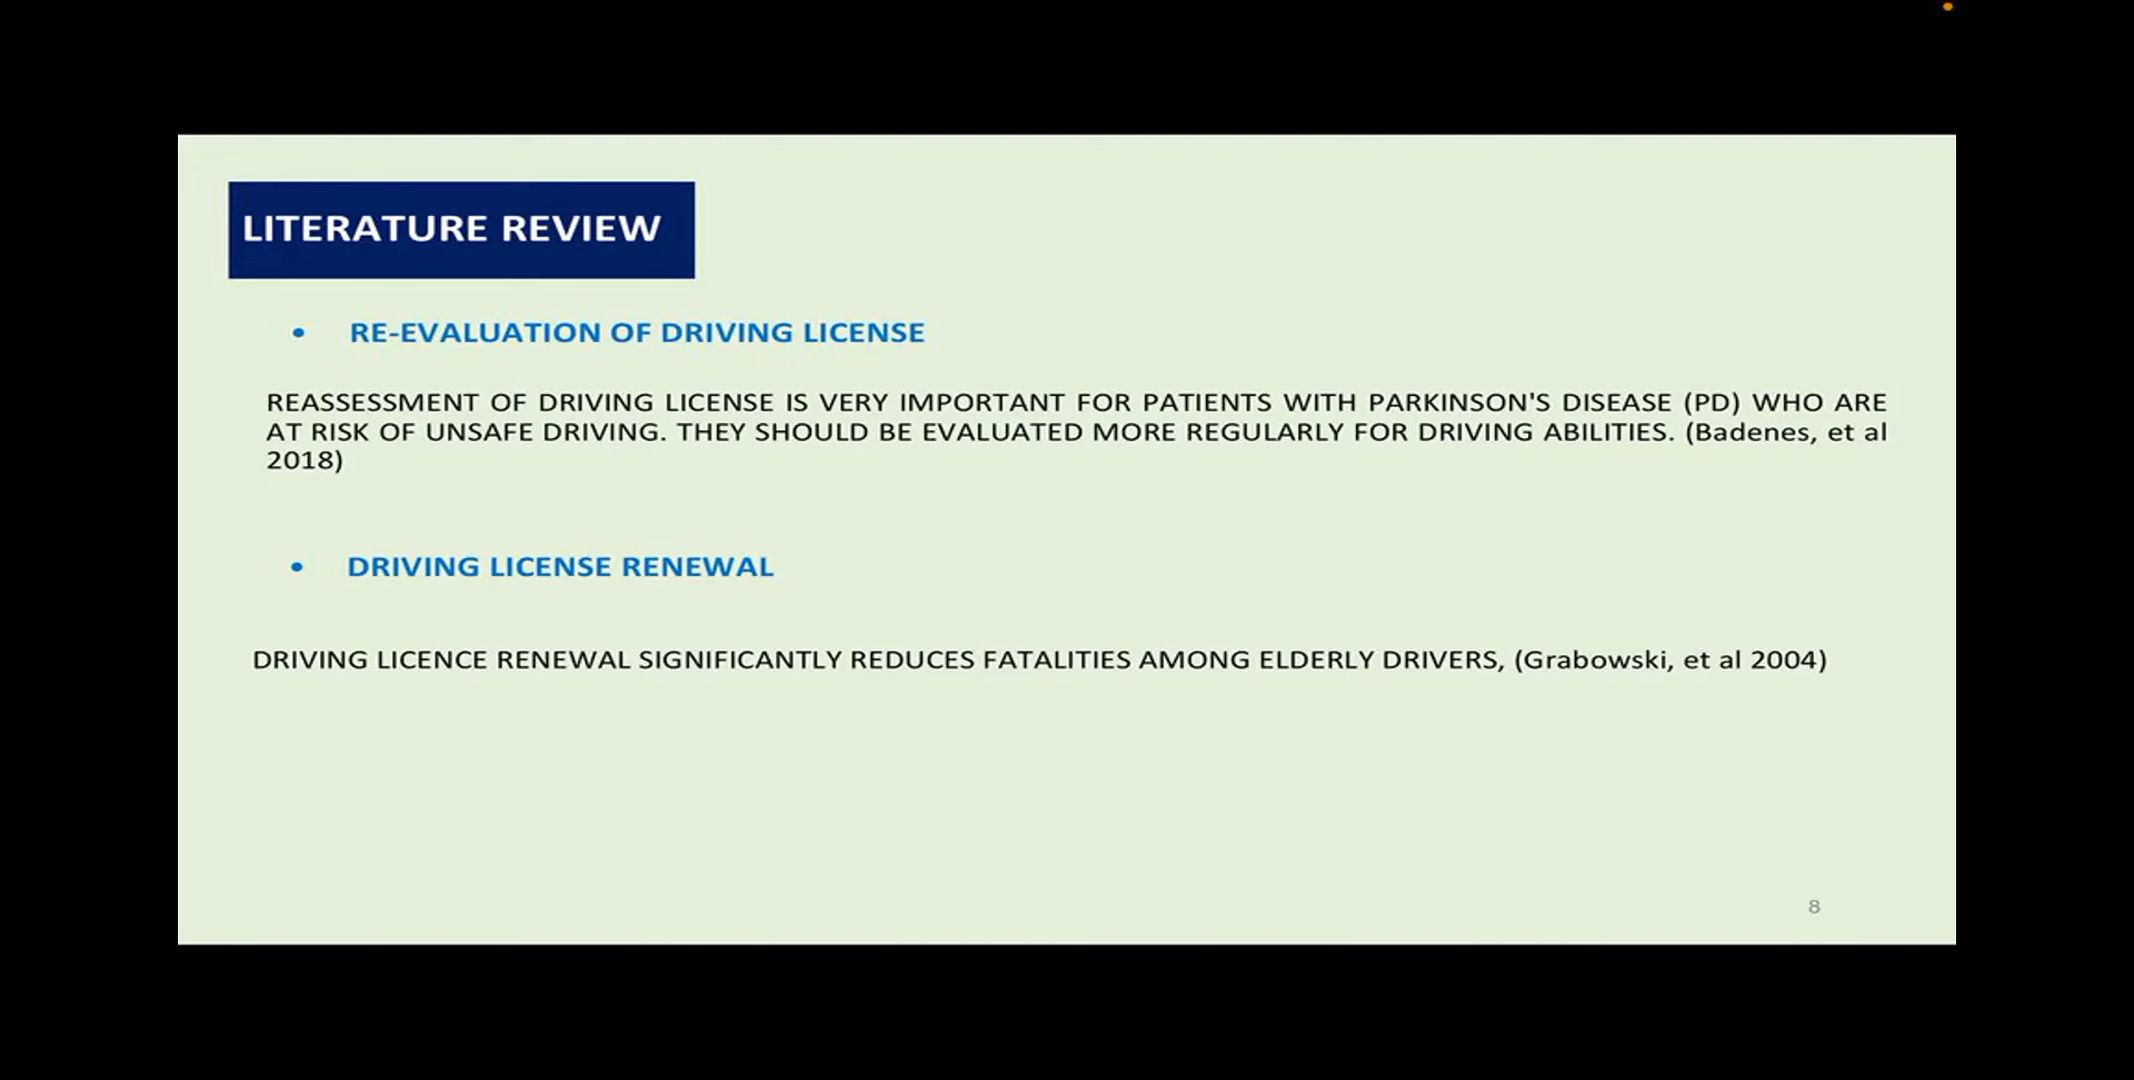 LITERATURE REVIEW
• RE-EVALUATION OF DRIVING LICENSE
REASSESSMENT OF DRIVING LICENSE IS VERY IMPORTANT FOR PATIENTS WITH PARKINSON'S DISEASE (PD) WHO ARE
AT RISK OF UNSAFE DRIVING. THEY SHOULD BE EVALUATED MORE REGULARLY FOR DRIVING ABILITIES. (Badenes, et al
2018)
• DRIVING LICENSE RENEWAL
DRIVING LICENCE RENEWAL SIGNIFICANTLY REDUCES FATALITIES AMONG ELDERLY DRIVERS, (Grabowski, et al 2004)
8